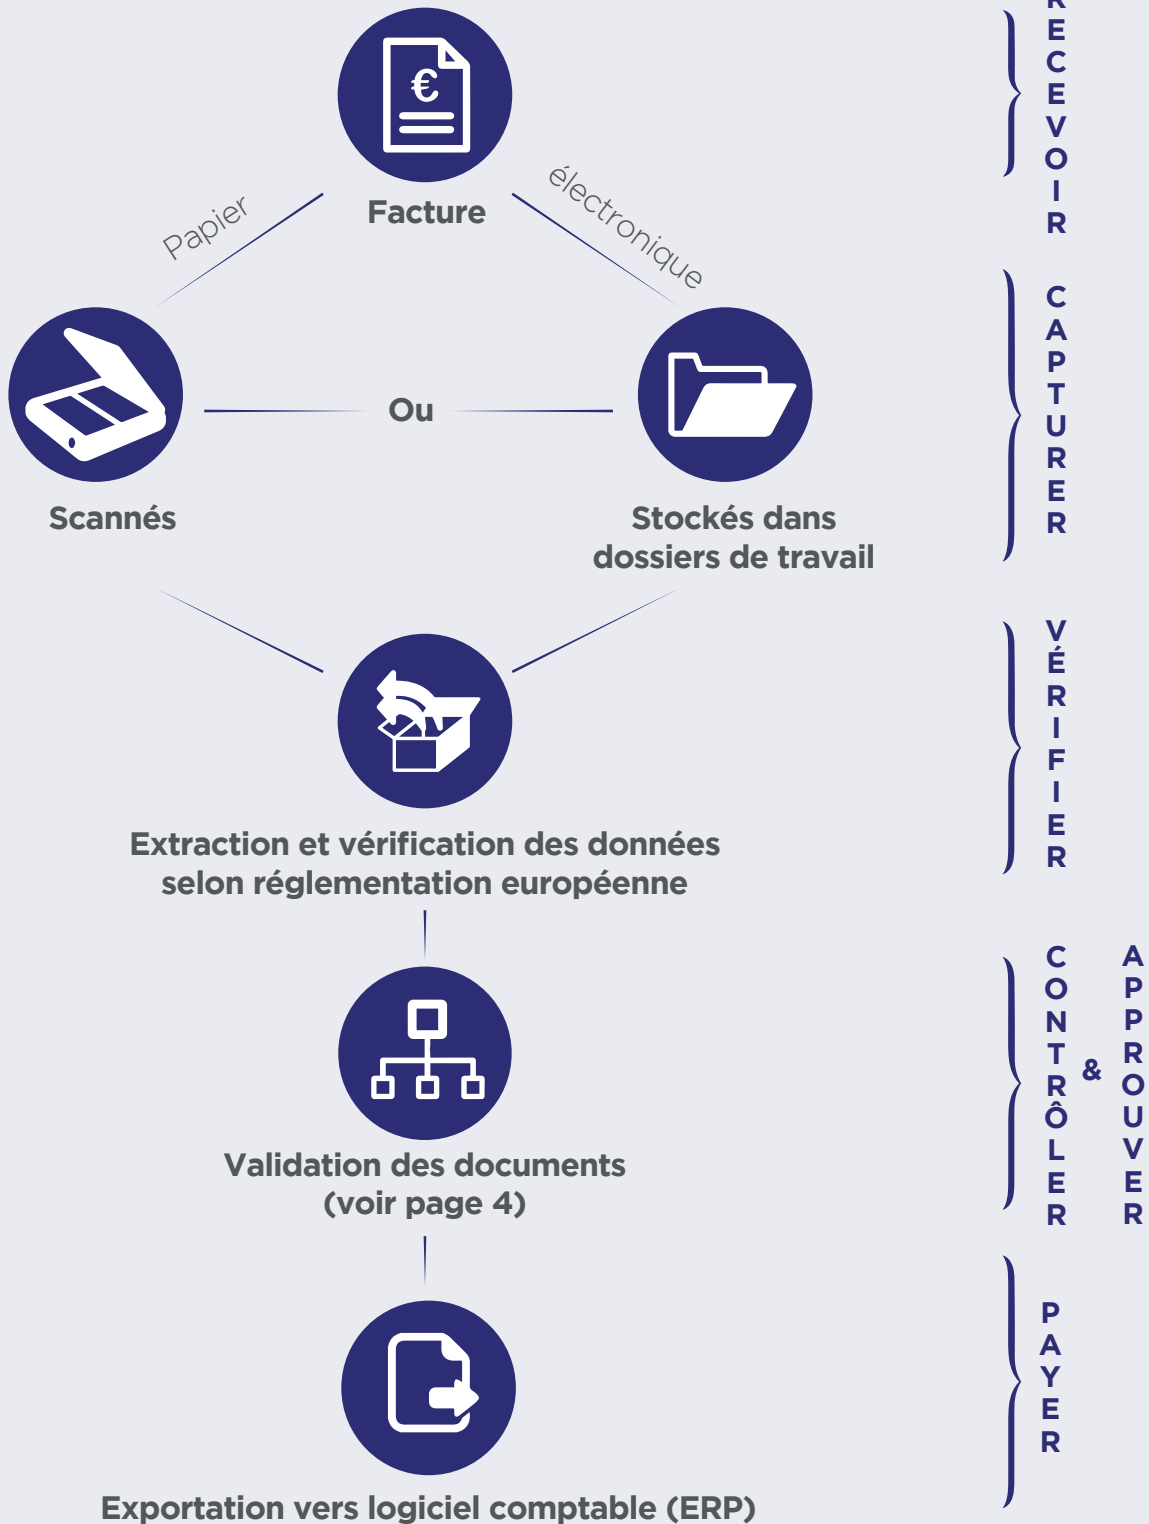 RECEVOIR
€
Facture
Papier
électronique
CAPTURER
Ou
Scannés
Stockés dans
dossiers de travail
VÉRIFIER
Extraction et vérification des données
selon réglementation européenne
CONTRÔLER
&
APPROUVER
Validation des documents
(voir page 4)
PAYER
Exportation vers logiciel comptable (ERP)